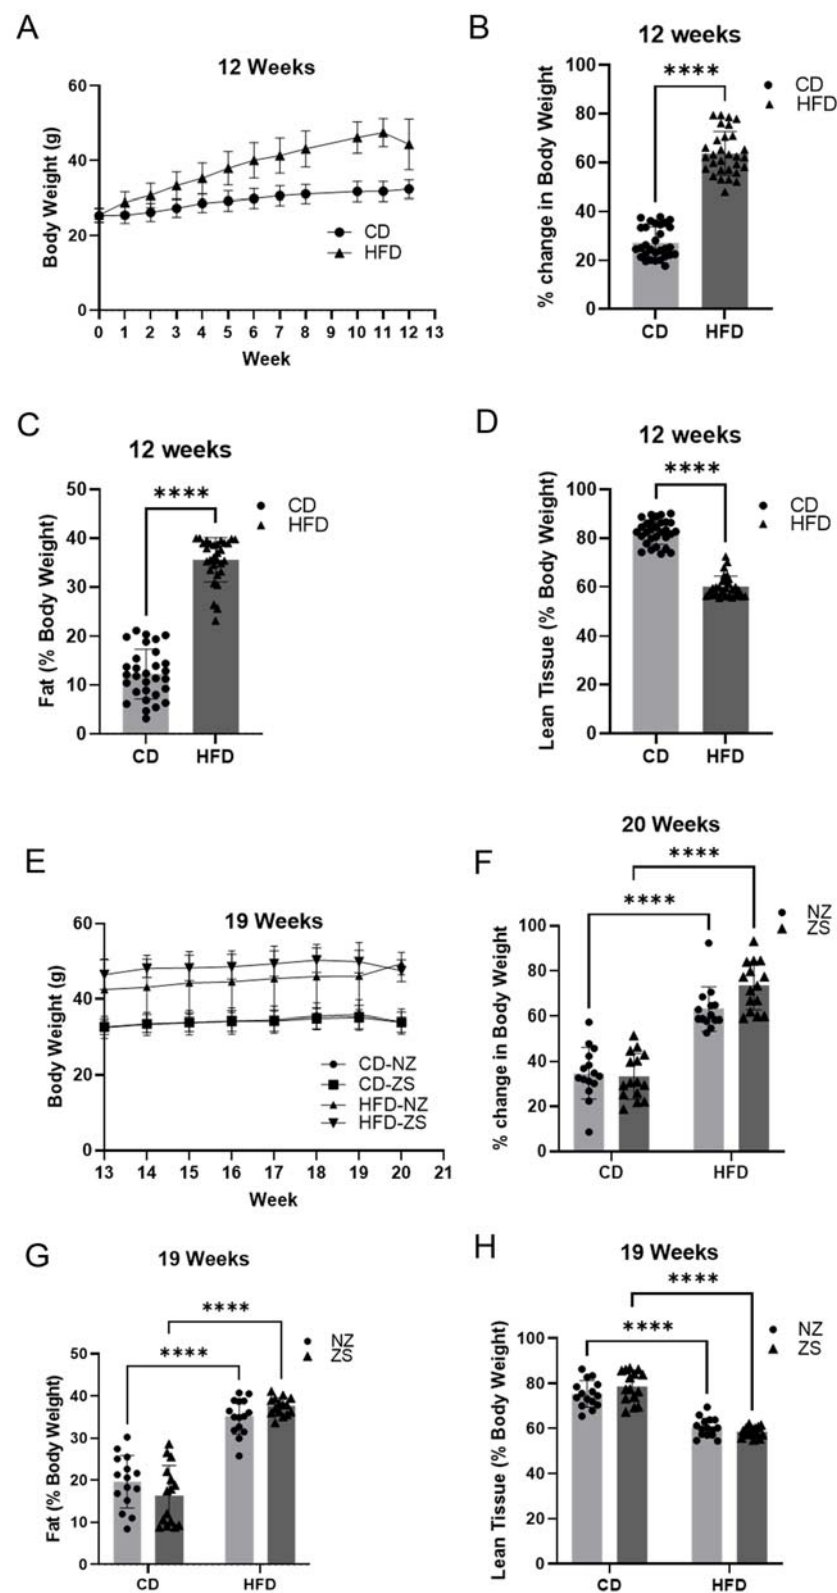 A
12 Weeks
Body Weight (g)
60
40
20
0
CD
HFD
0 1 2 3 4 5 6 7 8 9 10 11 12 13
Week
B
12 weeks
% change in Body Weight
100
80
60
40
20
0
****
CD
HFD
CD HFD
C
12 weeks
Fat (% Body Weight)
50
40
30
20
10
0
****
CD
HFD
CD HFD
D
12 weeks
Lean Tissue (% Body Weight)
100
80
60
40
20
0
****
CD
HFD
CD HFD
E
19 Weeks
Body Weight (g)
60
40
20
0
CD-NZ
CD-ZS
HFD-NZ
HFD-ZS
13 14 15 16 17 18 19 20 21
Week
F
20 Weeks
% change in Body Weight
100
80
60
40
20
0
****
****
NZ
ZS
CD HFD
G
19 Weeks
Fat (% Body Weight)
50
40
30
20
10
0
****
****
NZ
ZS
CD HFD
H
19 Weeks
Lean Tissue (% Body Weight)
100
80
60
40
20
0
****
****
NZ
ZS
CD HFD